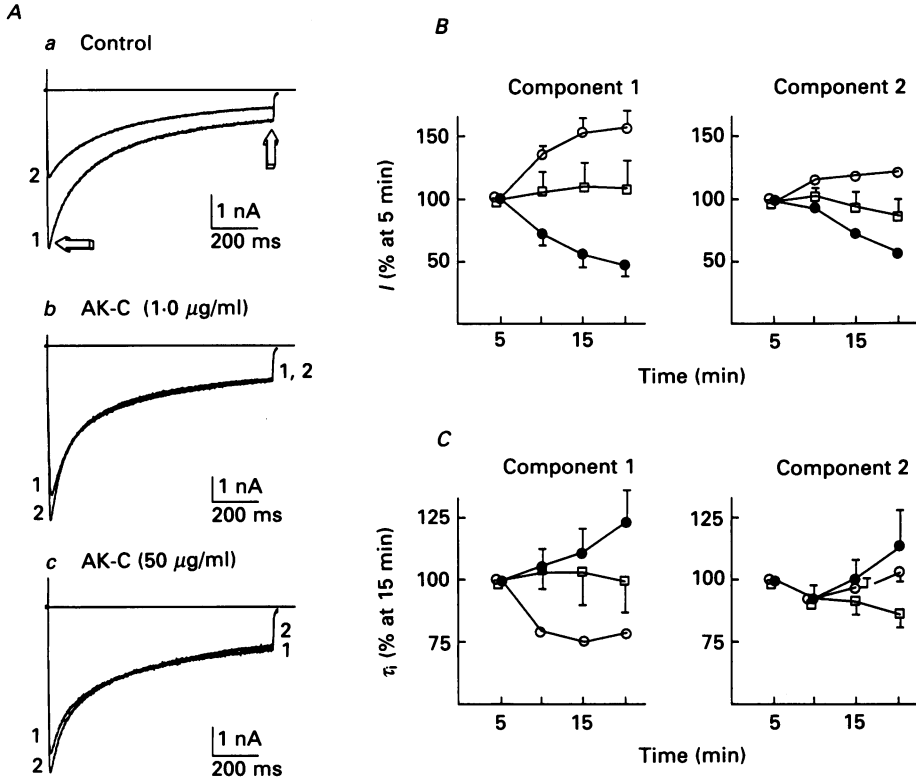 A
a Control
2
1
1 nA
200 ms
b AK-C (1·0 µg/ml)
1, 2
1
2
1 nA
200 ms
c AK-C (50 µg/ml)
2
1
1
2
1 nA
200 ms
B
Component 1
Component 2
I (% at 5 min)
150
100
50
5
15
150
100
50
5
15
Time (min)
C
Component 1
Component 2
τi (% at 15 min)
125
100
75
5
15
125
100
75
5
15
Time (min)